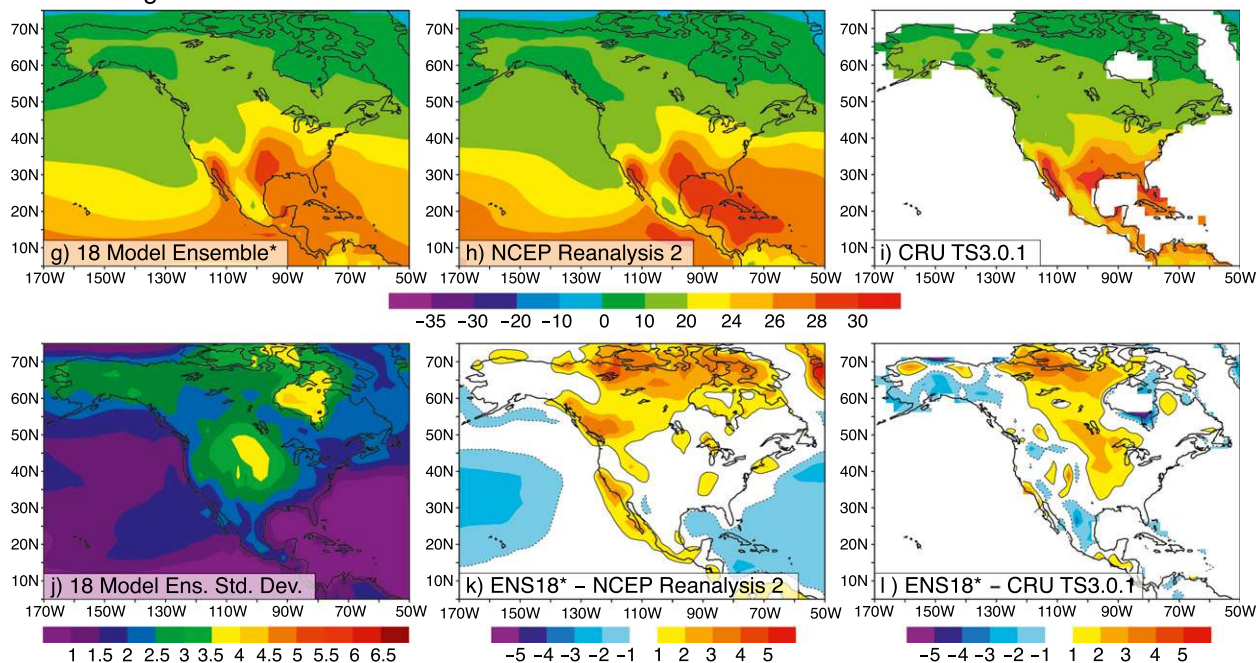 70N
60N
50N
40N
30N
20N
10N
g) 18 Model Ensemble*
h) NCEP Reanalysis 2
70N
60N
50N
40N
30N
20N
10N
i) CRU TS3.0.1
170W 150W 130W 110W 90W 70W 50W
170W 150W 130W 110W 90W 70W 50W
170W 150W 130W 110W 90W 70W 50W
−35 −30 −20 −10 0 10 20 24 26 28 30
70N
60N
50N
40N
30N
20N
10N
j) 18 Model Ens. Std. Dev.
70N
60N
50N
40N
30N
20N
10N
k) ENS18* – NCEP Reanalysis 2
70N
60N
50N
40N
30N
20N
10N
l) ENS18* – CRU TS3.0.1
170W 150W 130W 110W 90W 70W 50W
170W 150W 130W 110W 90W 70W 50W
170W 150W 130W 110W 90W 70W 50W
1 1.5 2 2.5 3 3.5 4 4.5 5 5.5 6 6.5
−5 −4 −3 −2 −1 1 2 3 4 5
−5 −4 −3 −2 −1 1 2 3 4 5